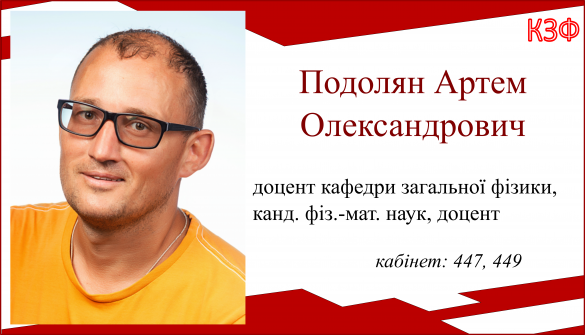 КЗФ
Подолян Артем
Олександрович
доцент кафедри загальної фізики,
канд. фіз.-мат. наук, доцент
кабінет: 447, 449